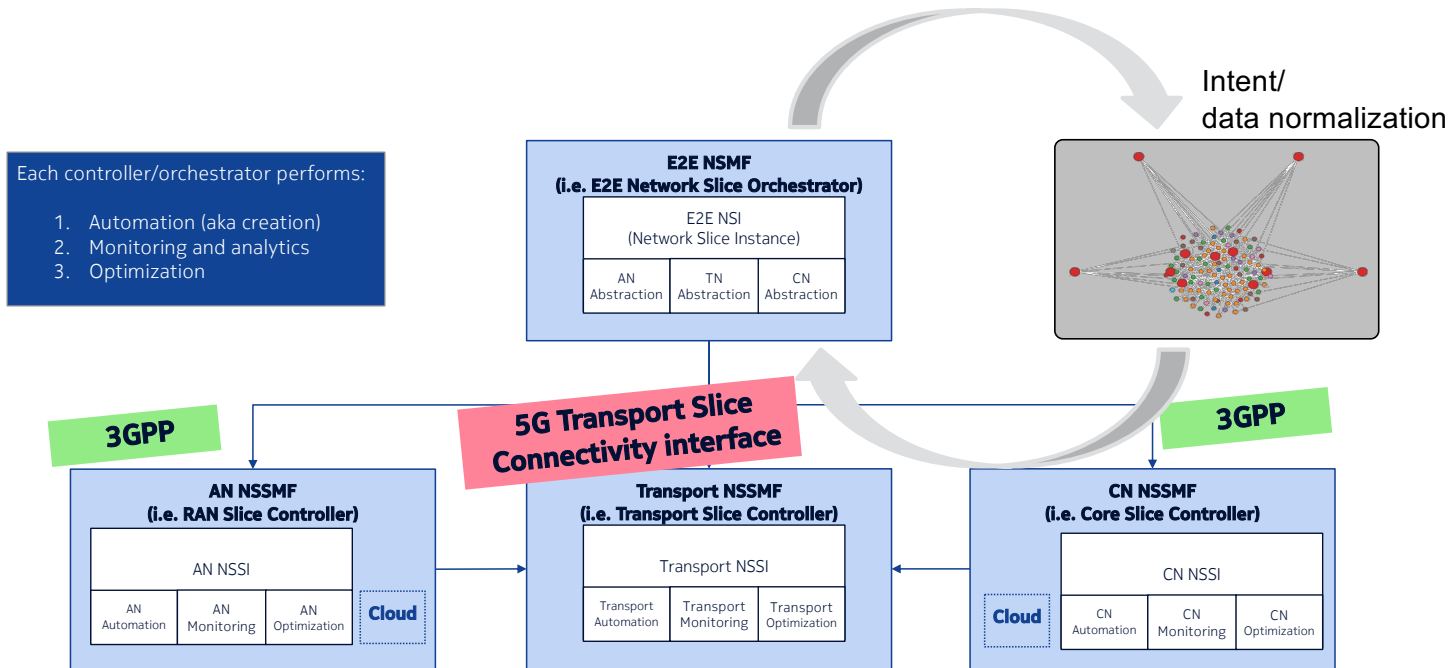 Intent/
data normalization
Each controller/orchestrator performs:
1. Automation (aka creation)
2. Monitoring and analytics
3. Optimization
E2E NSMF
(i.e. E2E Network Slice Orchestrator)
E2E NSI
(Network Slice Instance)
AN
Abstraction
TN
Abstraction
CN
Abstraction
3GPP
5G Transport Slice
Connectivity interface
3GPP
AN NSSMF
(i.e. RAN Slice Controller)
AN NSSI
AN
Automation
AN
Monitoring
AN
Optimization
Cloud
Transport NSSMF
(i.e. Transport Slice Controller)
Transport NSSI
Transport
Automation
Transport
Monitoring
Transport
Optimization
CN NSSMF
(i.e. Core Slice Controller)
Cloud
CN NSSI
CN
Automation
CN
Monitoring
CN
Optimization